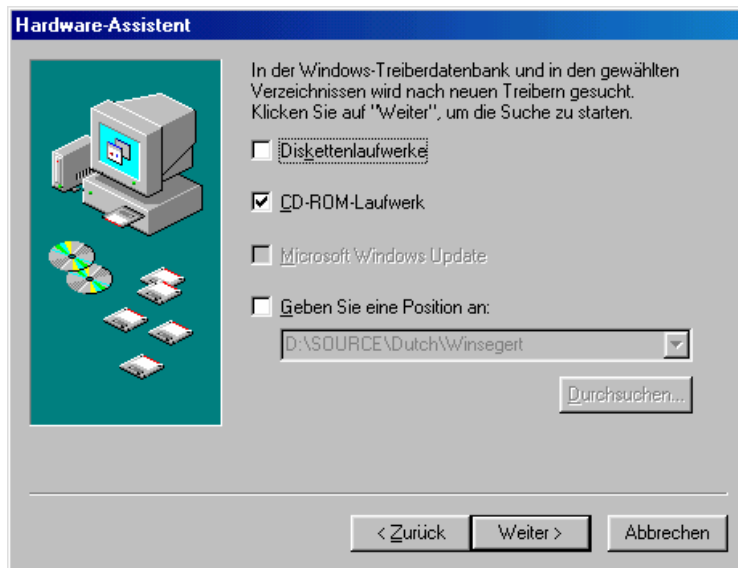 Hardware-Assistent
In der Windows-Treiberdatenbank und in den gewählten
Verzeichnissen wird nach neuen Treibern gesucht.
Klicken Sie auf "Weiter", um die Suche zu starten.
Diskettenlaufwerke
CD-ROM-Laufwerk
Microsoft Windows Update
Geben Sie eine Position an:
D:\SOURCE\Dutch\Winsegert
Durchsuchen...
< Zurück
Weiter >
Abbrechen